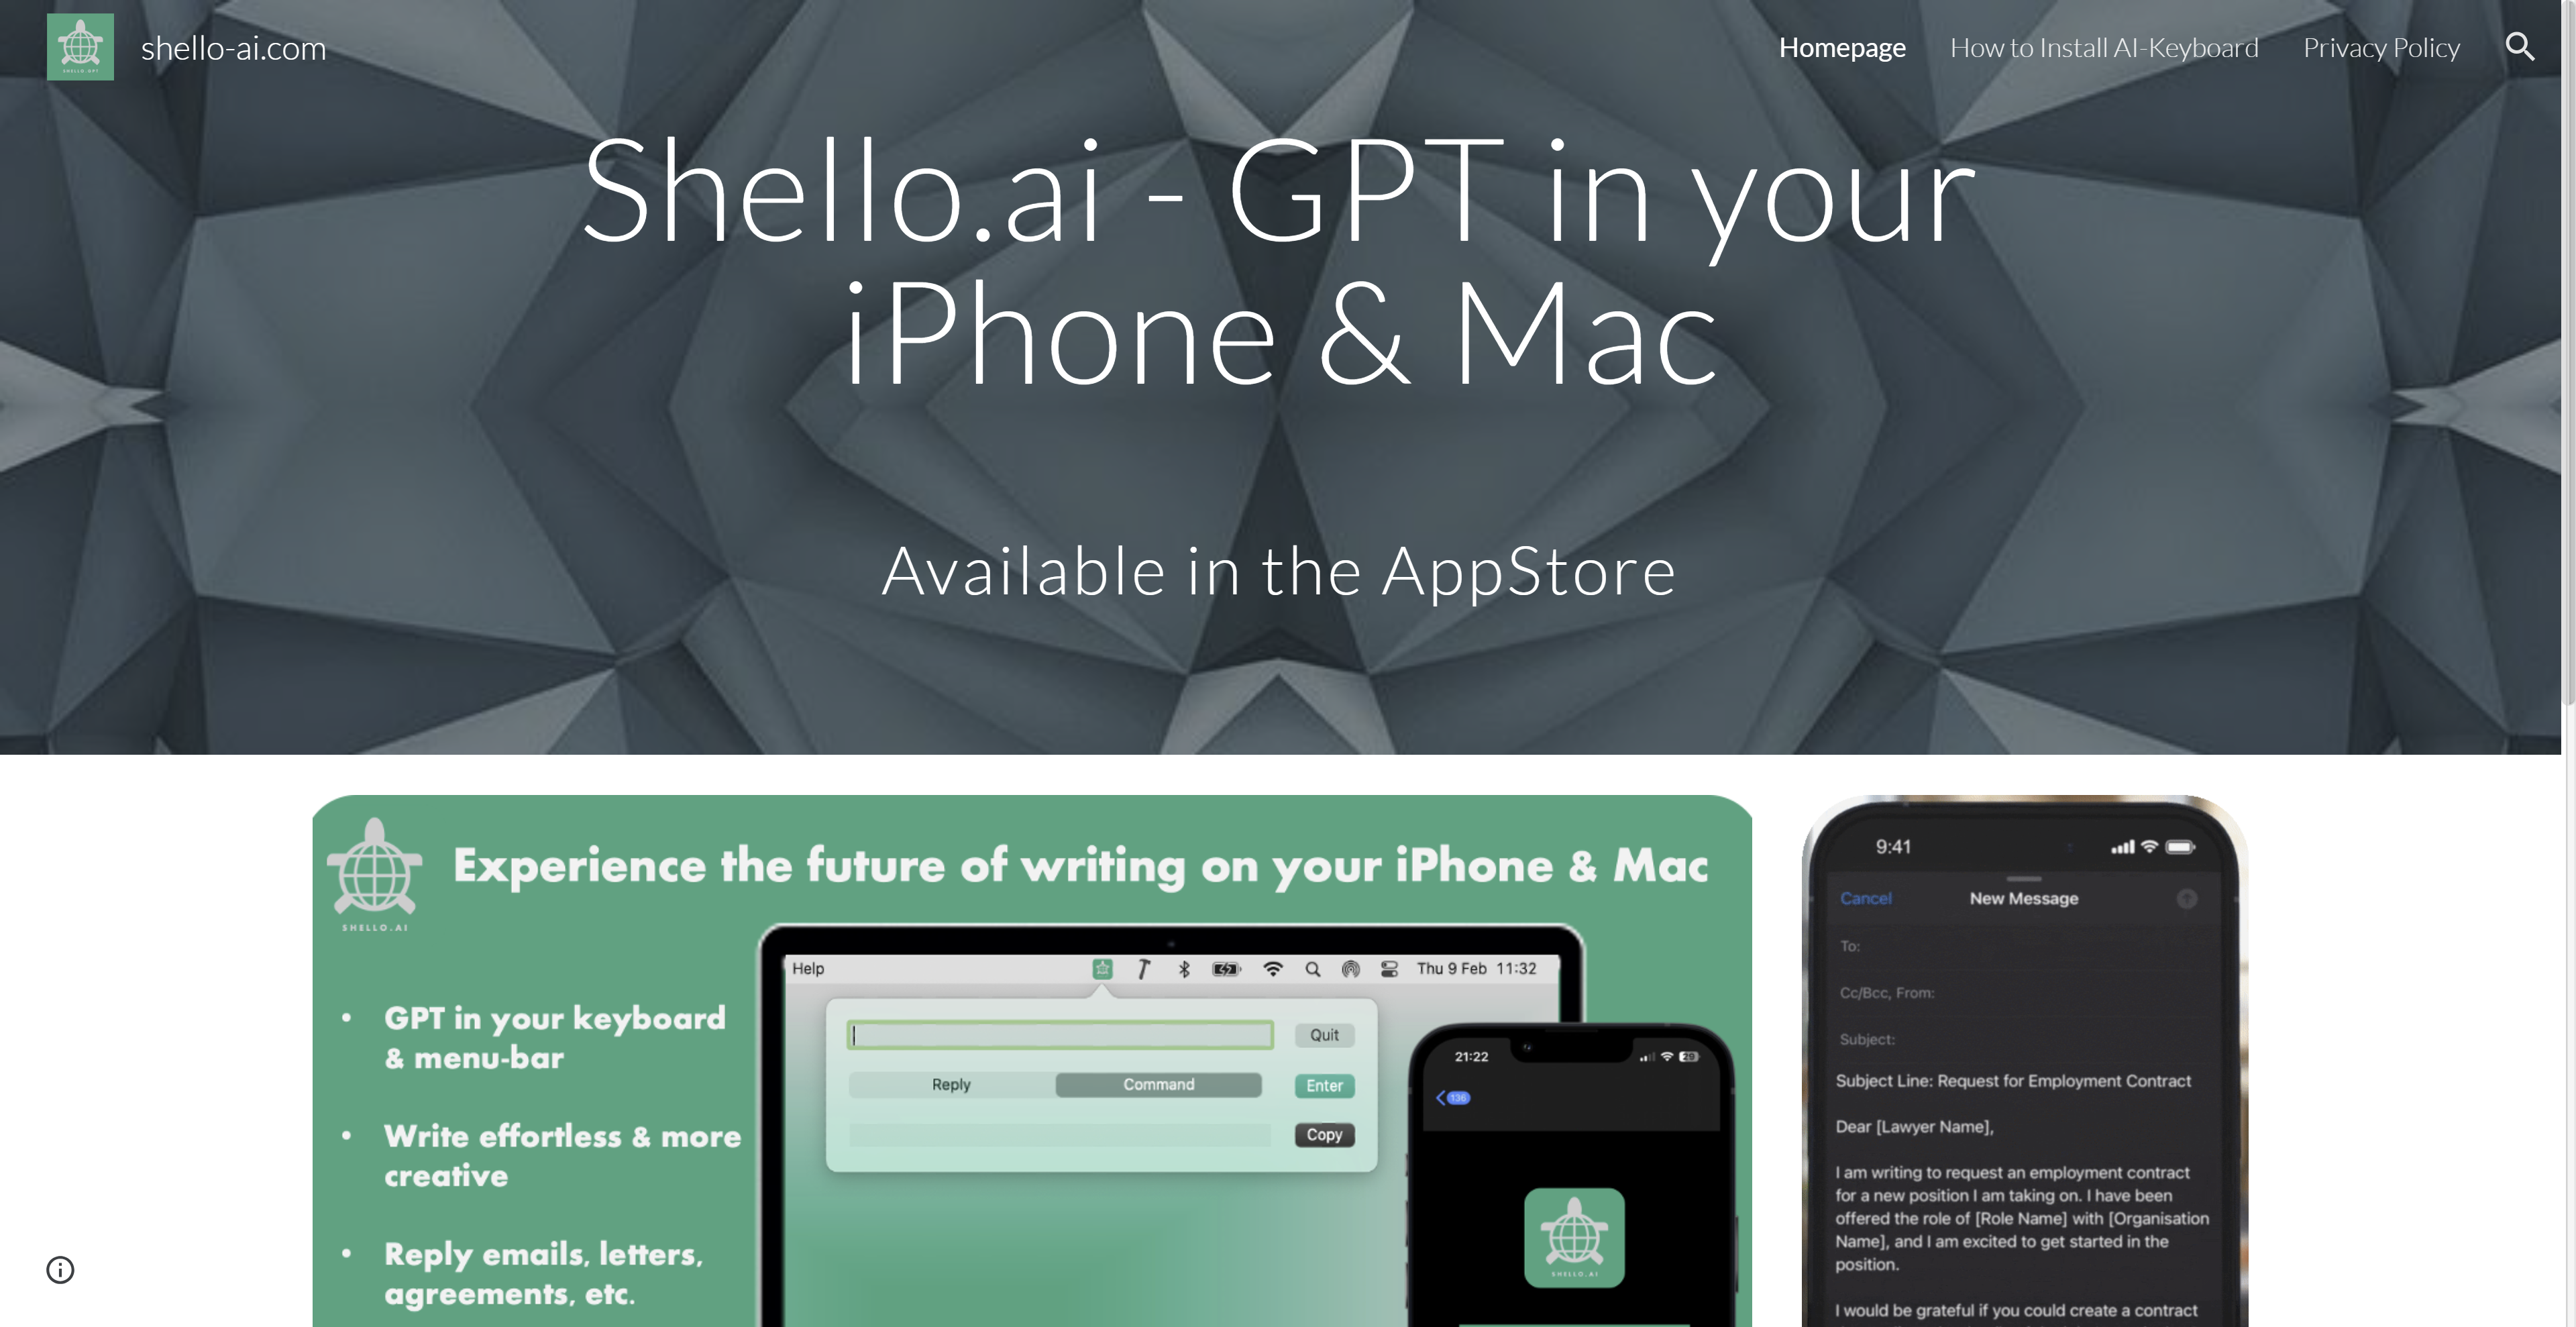 shello-ai.com
Homepage
How to Install AI-Keyboard
Privacy Policy
Shello.ai - GPT in your
iPhone & Mac
Available in the AppStore
SHELLO.AI
Experience the future of writing on your iPhone & Mac
• GPT in your keyboard
& menu-bar
• Write effortless & more
creative
• Reply emails, letters,
agreements, etc.
Help
Thu 9 Feb 11:32
Quit
Reply
Command
Enter
Copy
21:22
29
136
SHELLO.AI
9:41
Cancel
New Message
To:
Cc/Bcc, From:
Subject:
Subject Line: Request for Employment Contract
Dear [Lawyer Name],
I am writing to request an employment contract
for a new position I am taking on. I have been
offered the role of [Role Name] with [Organisation
Name], and I am excited to get started in the
position.
I would be grateful if you could create a contract